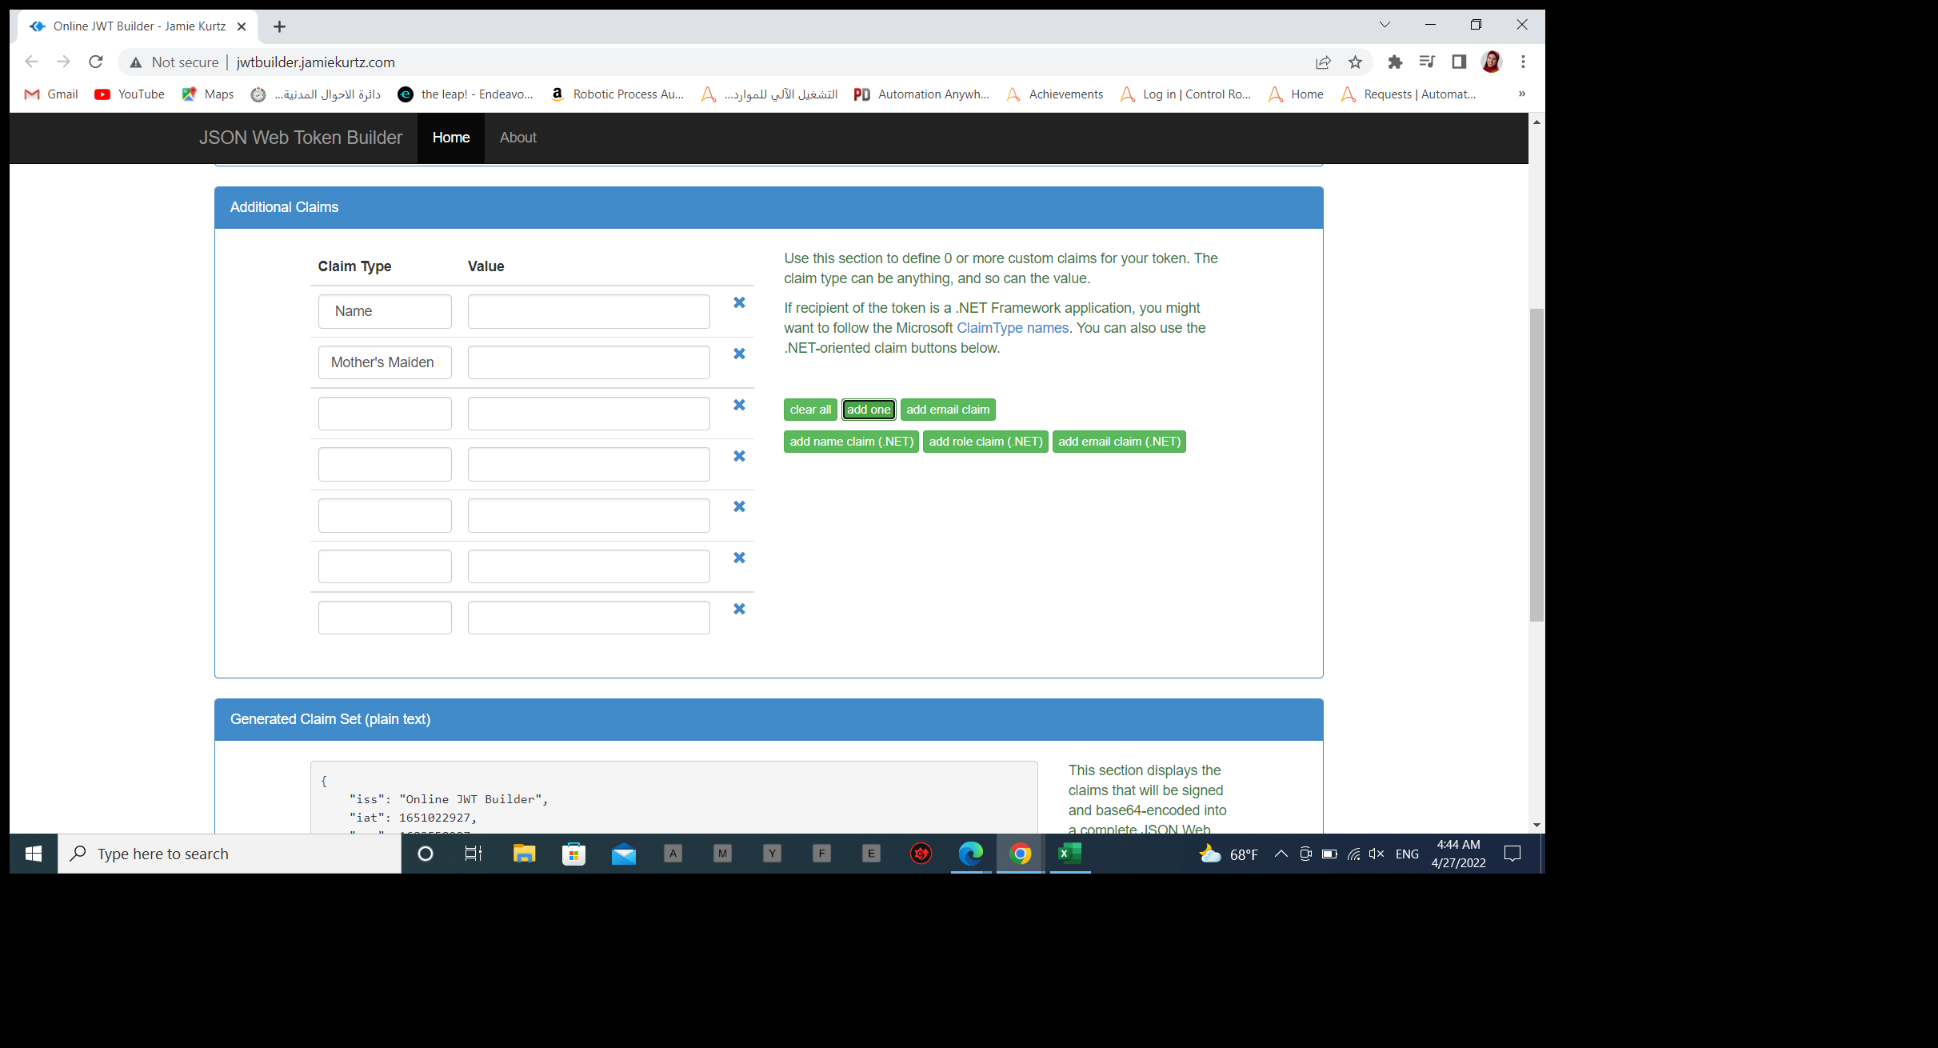 Online JWT Builder - Jamie Kurtz
Not secure | jwtbuilder.jamiekurtz.com
Gmail
YouTube
Maps
دائرة الاحوال المدنية...
the leap! - Endeavo...
Robotic Process Au...
التشغيل الآلي للموارد...
PD Automation Anywh...
Achievements
Log in | Control Ro...
Home
Requests | Automat...
»
JSON Web Token Builder
Home
About
Additional Claims
Claim Type Value
Name
Mother's Maiden
Use this section to define 0 or more custom claims for your token. The
claim type can be anything, and so can the value.
If recipient of the token is a .NET Framework application, you might
want to follow the Microsoft ClaimType names. You can also use the
.NET-oriented claim buttons below.
clear all add one add email claim
add name claim (.NET) add role claim (.NET) add email claim (.NET)
Generated Claim Set (plain text)
{
"iss": "Online JWT Builder",
"iat": 1651022927,
This section displays the
claims that will be signed
and base64-encoded into
a complete JSON Web
Type here to search
A
M
Y
F
E
68°F
ENG
4:44 AM
4/27/2022